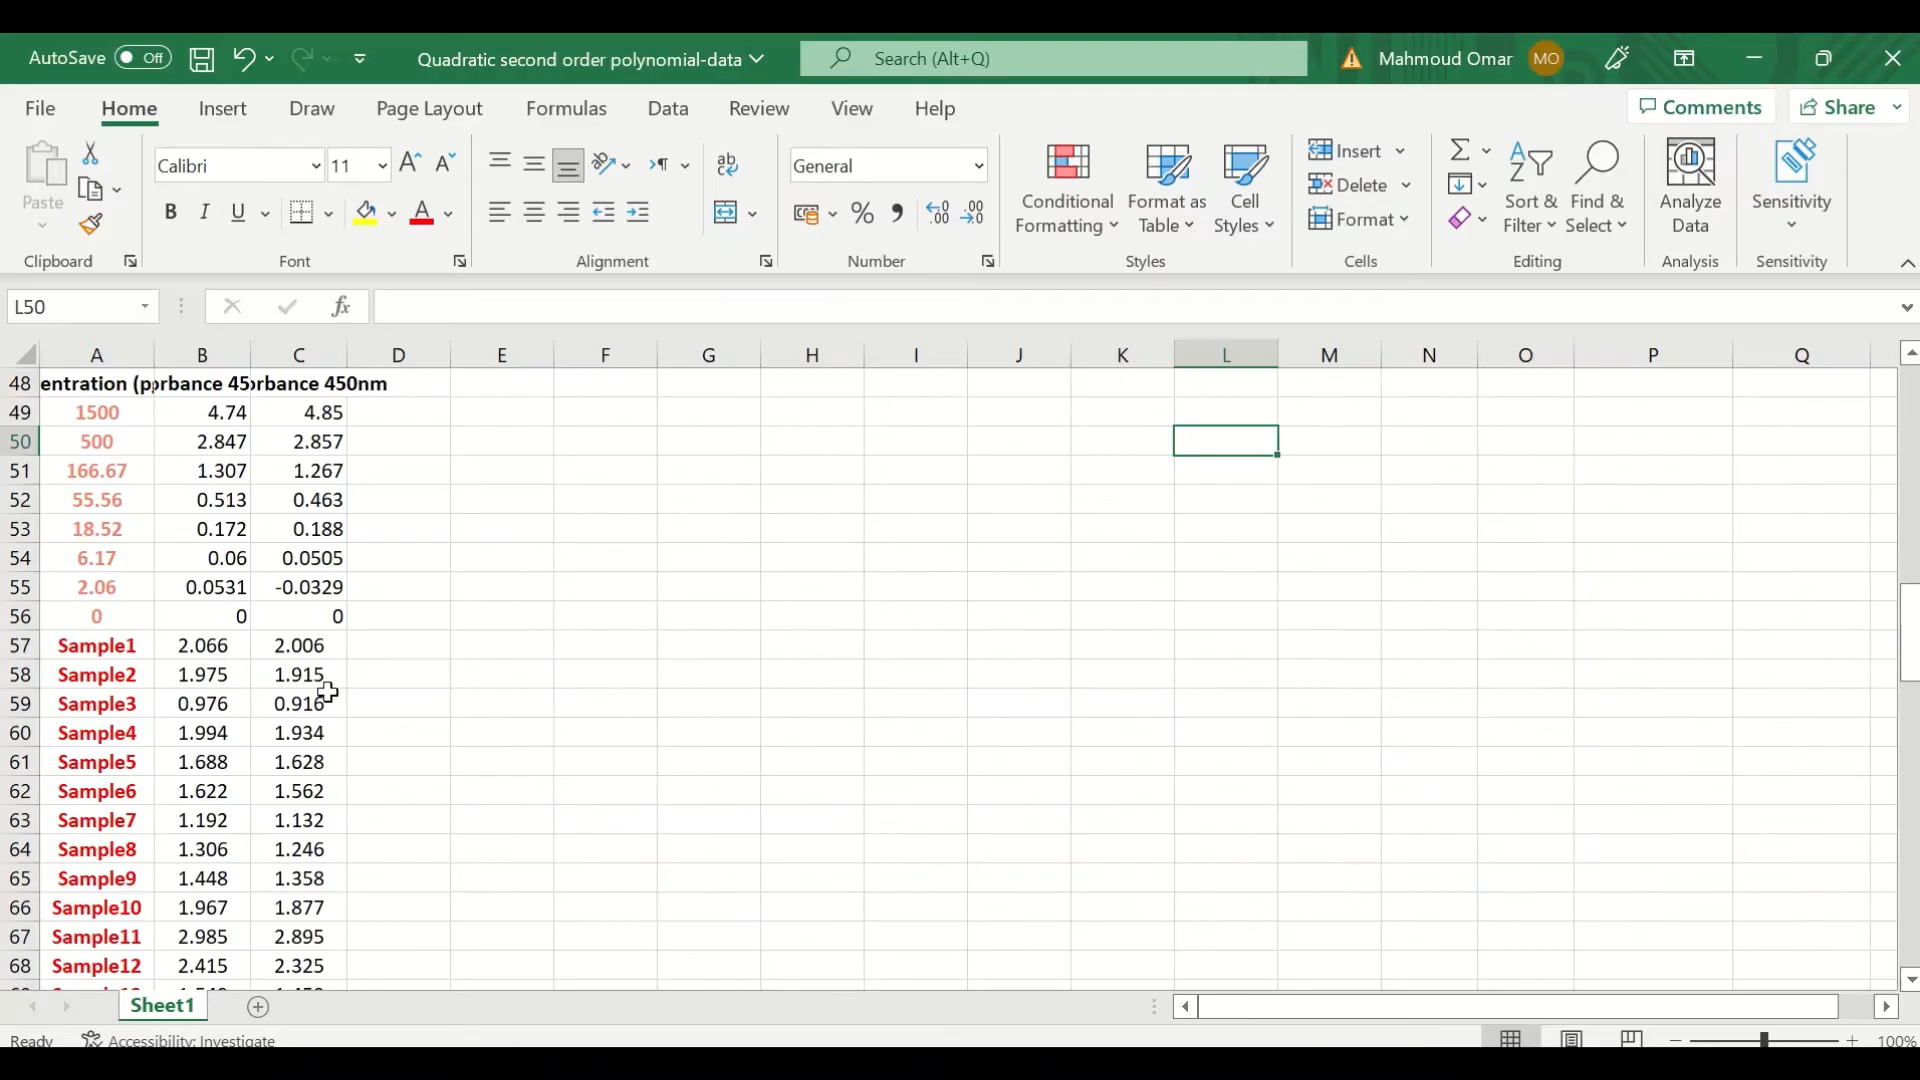 AutoSave Off Quadratic second order polynomial-data Search (Alt+Q) Mahmoud Omar MO
File Home Insert Draw Page Layout Formulas Data Review View Help Comments Share
Paste Calibri 11 General Conditional Formatting Format as Table Cell Styles Insert Delete Format Sort & Filter Find & Select Analyze Data Sensitivity
Clipboard Font Alignment Number Styles Cells Editing Analysis Sensitivity
L50 fx
A B C D E F G H I J K L M N O P Q
48 entration (p rbance 45 rbance 450nm
49 1500 4.74 4.85
50 500 2.847 2.857
51 166.67 1.307 1.267
52 55.56 0.513 0.463
53 18.52 0.172 0.188
54 6.17 0.06 0.0505
55 2.06 0.0531 -0.0329
56 0 0 0
57 Sample1 2.066 2.006
58 Sample2 1.975 1.915
59 Sample3 0.976 0.916
60 Sample4 1.994 1.934
61 Sample5 1.688 1.628
62 Sample6 1.622 1.562
63 Sample7 1.192 1.132
64 Sample8 1.306 1.246
65 Sample9 1.448 1.358
66 Sample10 1.967 1.877
67 Sample11 2.985 2.895
68 Sample12 2.415 2.325
Sheet1
Ready Accessibility: Investigate 100%